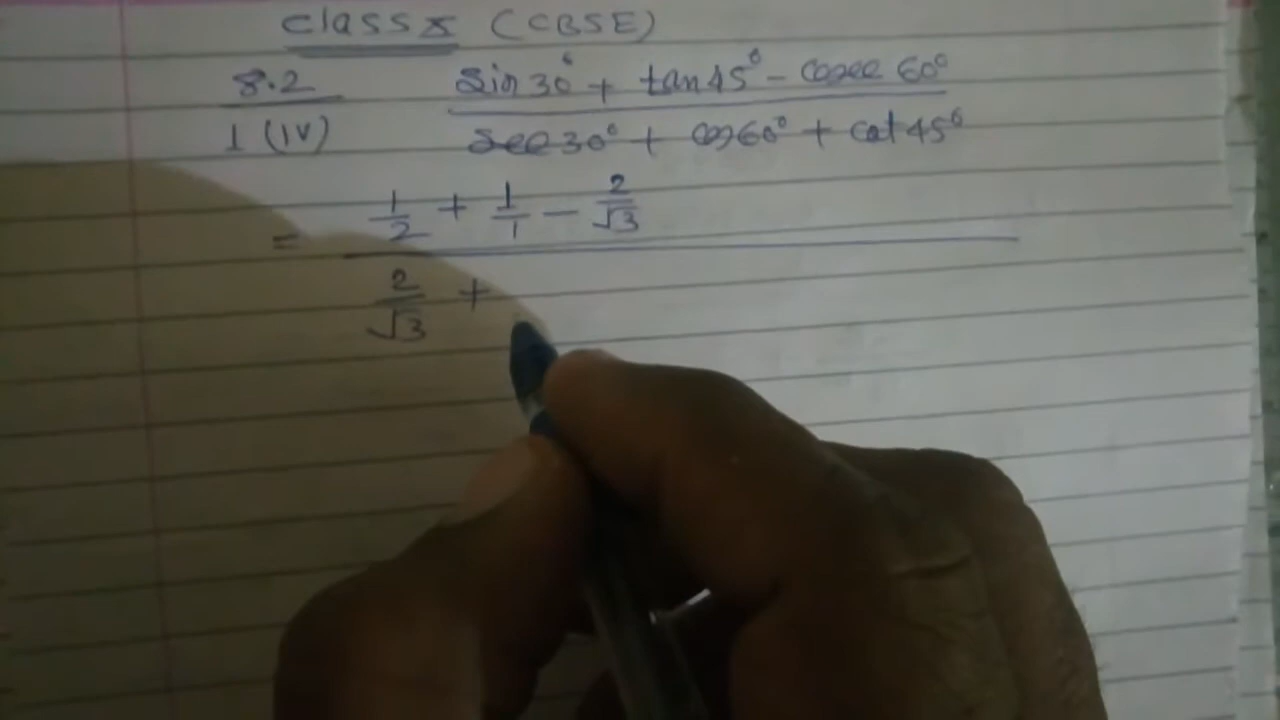 Class X (CBSE)
8.2
1 (IV)
sin 30° + tan 45° - cosec 60°
sec 30° + cos 60° + cot 45°
= 1/2 + 1/1 - 2/√3
2/√3 +